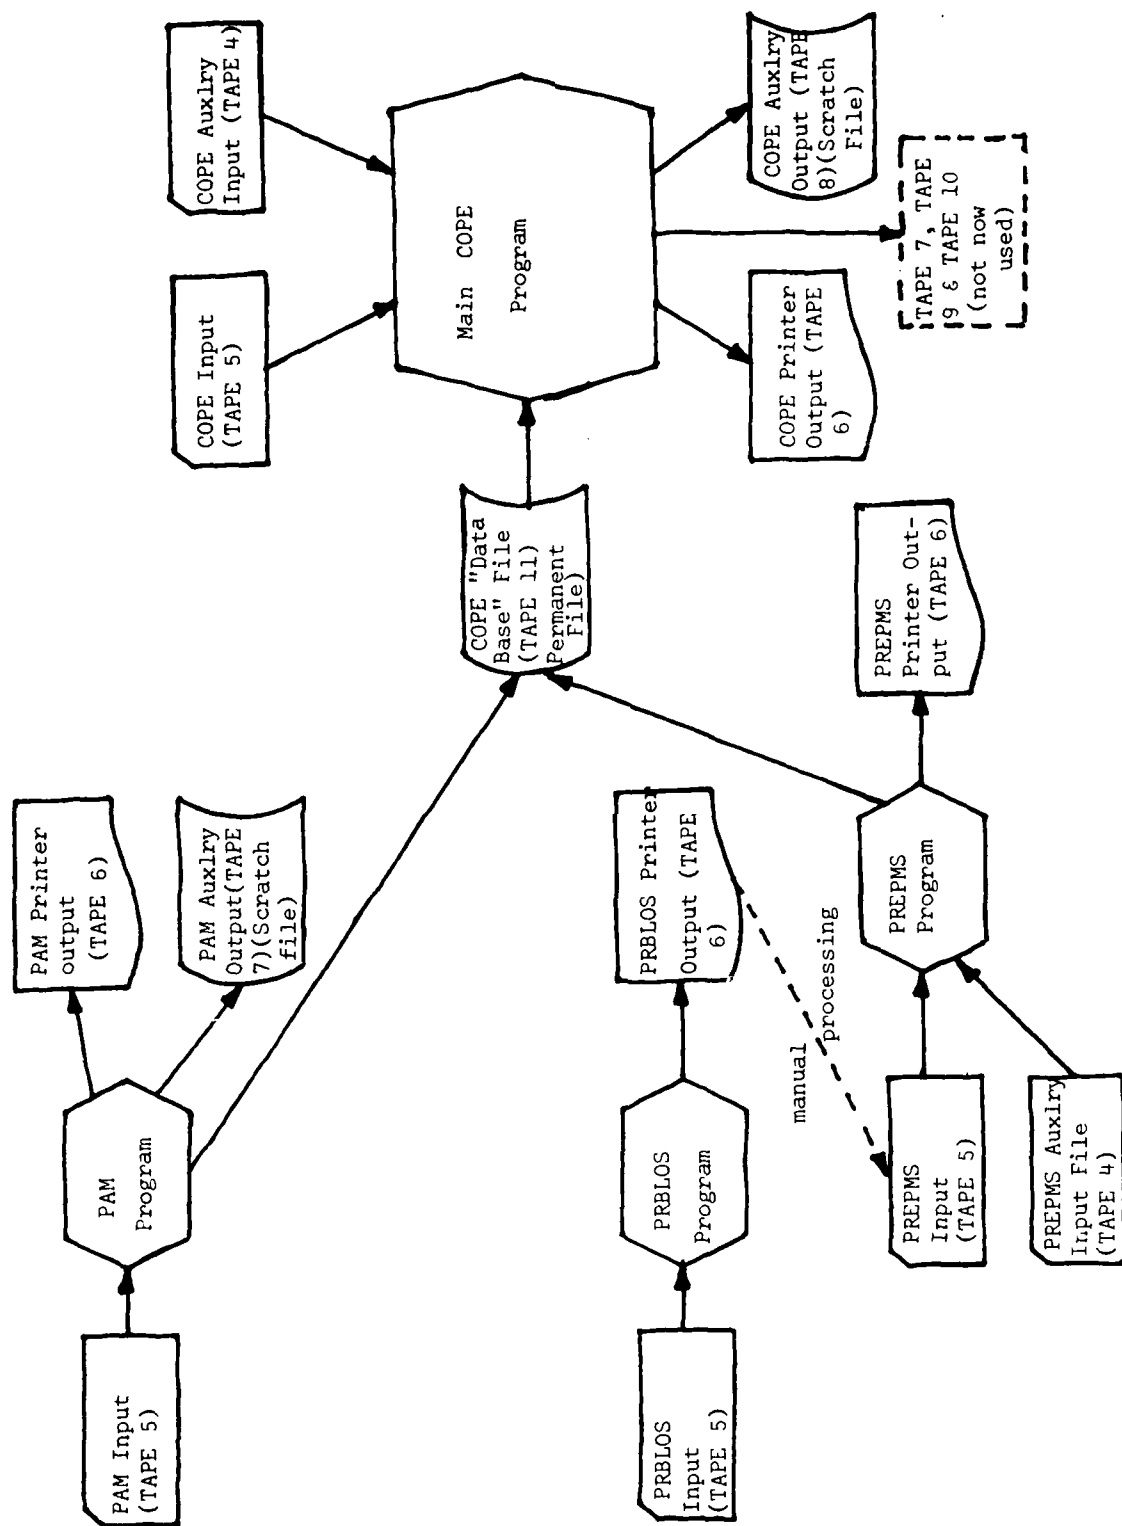 PAM Input
(TAPE 5)
PAM
Program
PAM Printer
output
(TAPE 6)
PAM Auxlry
Output(TAPE
7)(Scratch
file)
COPE Input
(TAPE 5)
COPE Auxlry
Input (TAPE 4)
COPE "Data
Base" File
(TAPE 11)
Permanent
File)
Main COPE
Program
COPE Printer
Output (TAPE
6)
TAPE 7, TAPE
9 & TAPE 10
(not now
used)
COPE Auxlry
Output (TAPE
8)(Scratch
File)
PRBLOS
Input
(TAPE 5)
PRBLOS
Program
PRBLOS Printer
Output (TAPE
6)
manual
processing
PREPMS
Input
(TAPE 5)
PREPMS Auxlry
Input File
(TAPE 4)
PREPMS
Program
PREPMS
Printer Out-
put (TAPE 6)